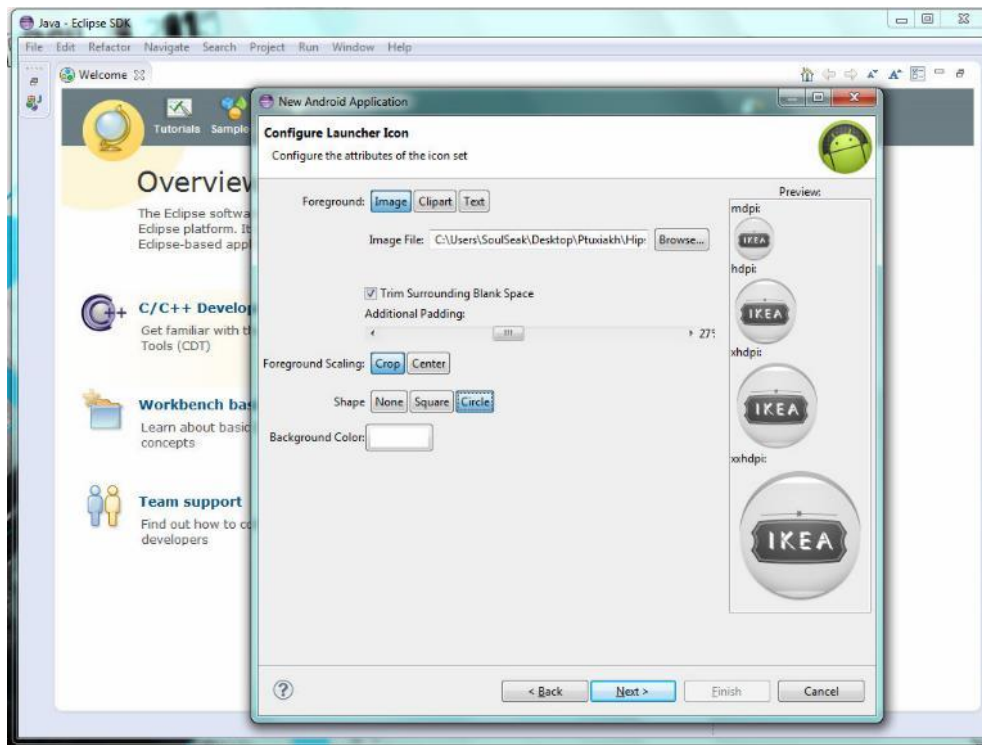 Java - Eclipse SDK
File Edit Refactor Navigate Search Project Run Window Help
Welcome
Tutorials Sample
Overview
The Eclipse softwa
Eclipse platform. It
Eclipse-based appl
C/C++ Develop
Get familiar with th
Tools (CDT)
Workbench bas
Learn about basic
concepts
Team support
Find out how to co
developers
New Android Application
Configure Launcher Icon
Configure the attributes of the icon set
Foreground: Image Clipart Text
Image File: C:\Users\SoulSeak\Desktop\Ptuxiakh\Hip: Browse...
Trim Surrounding Blank Space
Additional Padding:
27%
Foreground Scaling: Crop Center
Shape None Square Circle
Background Color:
Preview:
mdpi:
IKEA
hdpi:
IKEA
xhdpi:
IKEA
xxhdpi:
IKEA
< Back Next > Finish Cancel